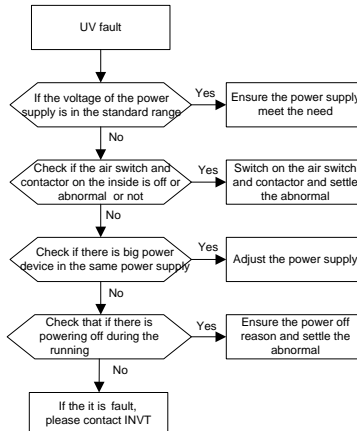 UV fault
If the voltage of the power
supply is in the standard range
Yes
Ensure the power supply
meet the need
No
Check if the air switch and
contactor on the inside is off or
abnormal or not
Yes
Switch on the air switch
and contactor and settle
the abnormal
No
Check if there is big power
device in the same power supply
Yes
Adjust the power supply
No
Check that if there is
powering off during the
running
Yes
Ensure the power off
reason and settle the
abnormal
No
If the it is fault,
please contact INVT